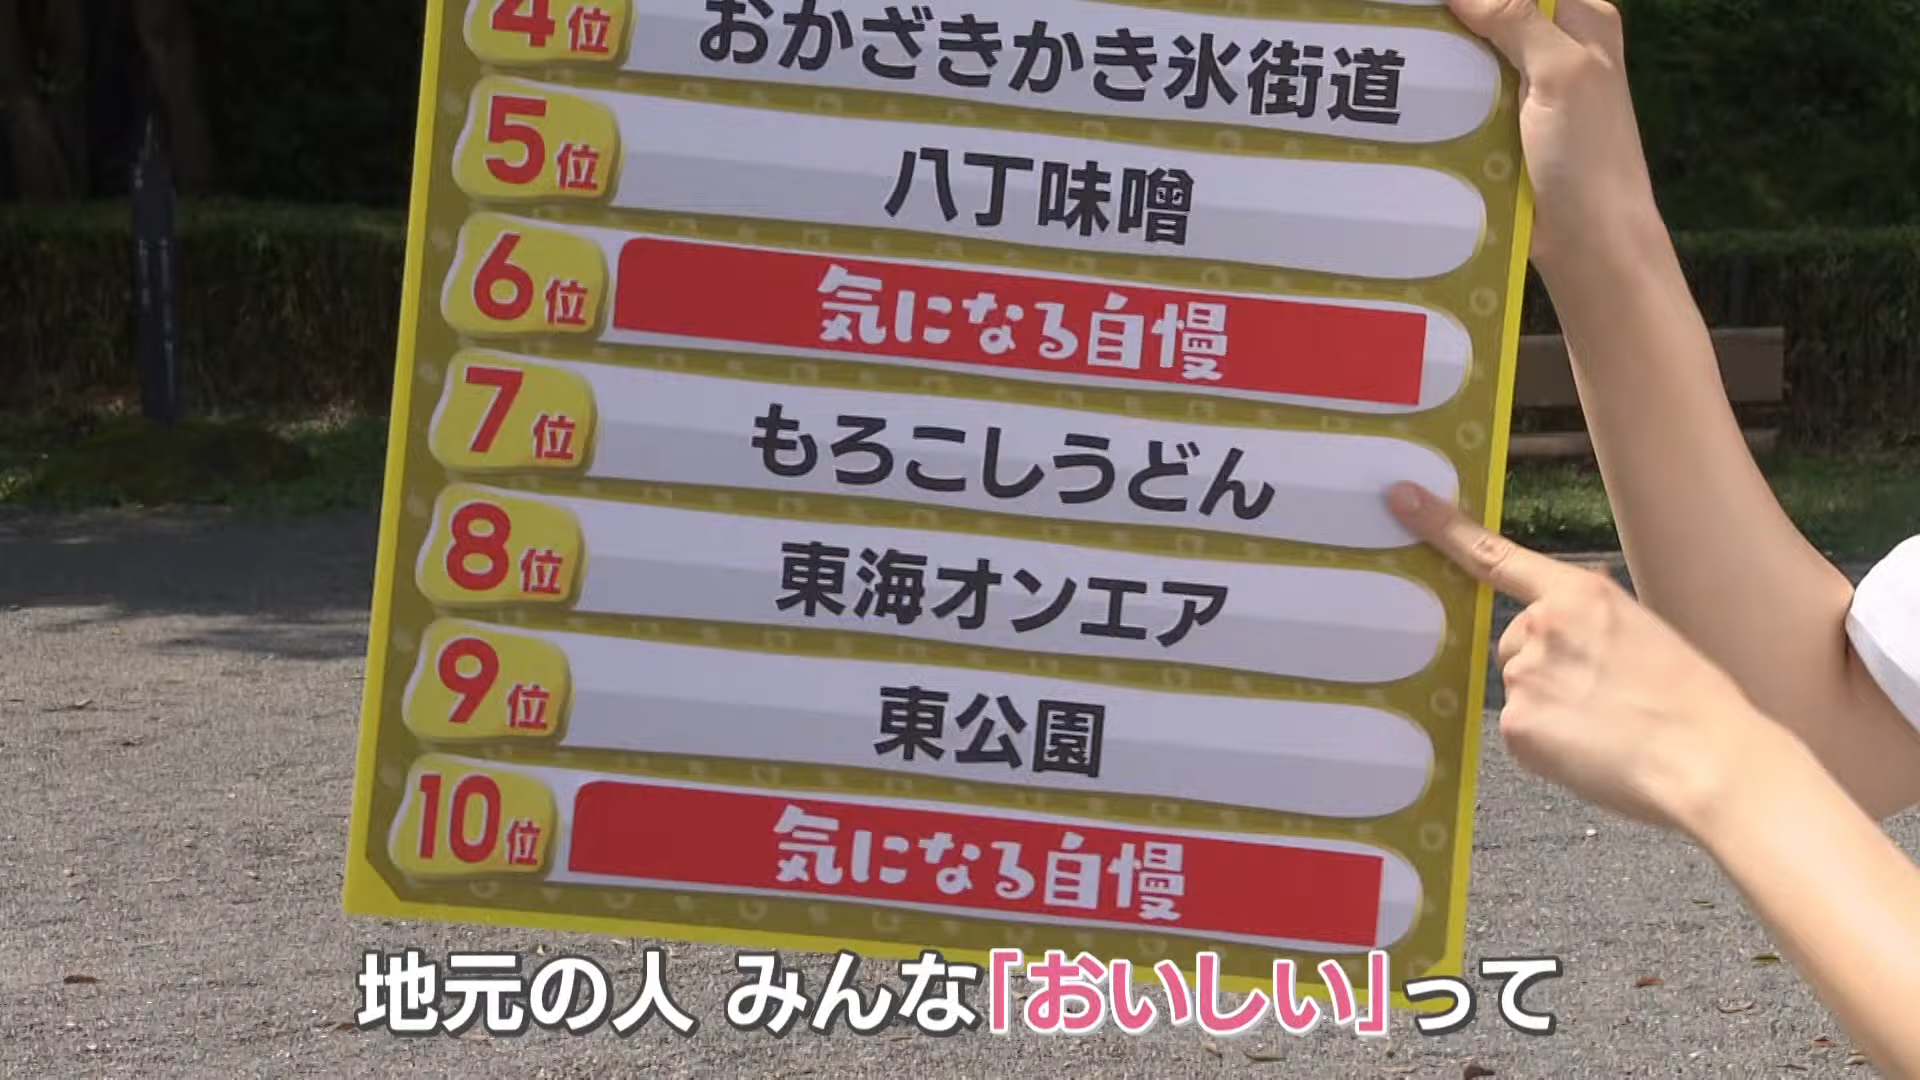 4位 おかざきかき氷街道
5位 八丁味噌
6位 気になる自慢
7位 もろこしうどん
8位 東海オンエア
9位 東公園
10位 気になる自慢
地元の人 みんな「おいしい」って